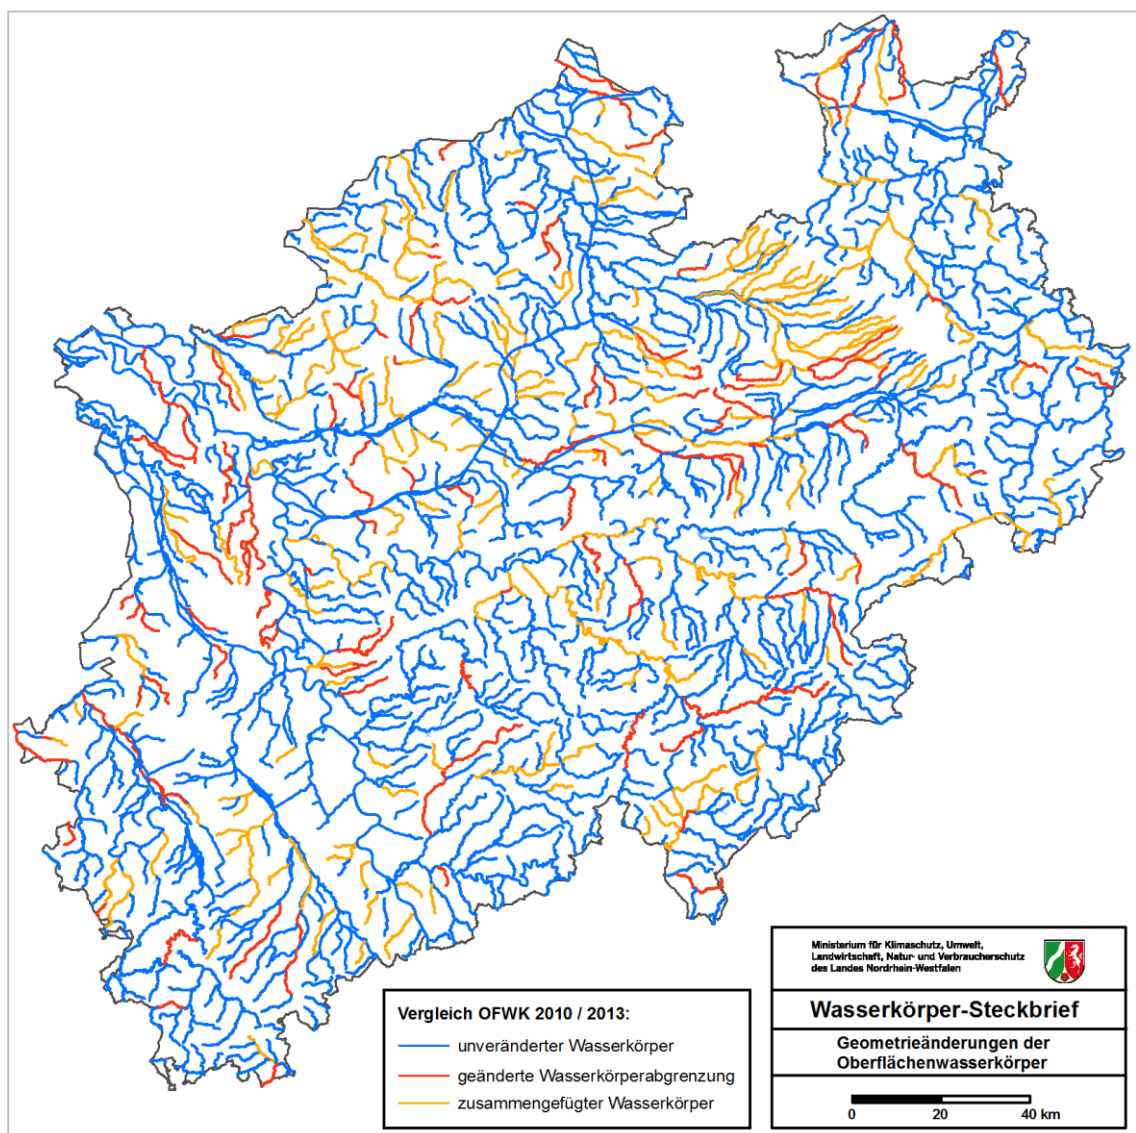 Ministerium für Klimaschutz, Umwelt,
Landwirtschaft, Natur- und Verbraucherschutz
des Landes Nordrhein-Westfalen
Wasserkörper-Steckbrief
Geometrieänderungen der
Oberflächenwasserkörper
0 20 40 km
Vergleich OFWK 2010 / 2013:
unveränderter Wasserkörper
geänderte Wasserkörperabgrenzung
zusammengefügter Wasserkörper